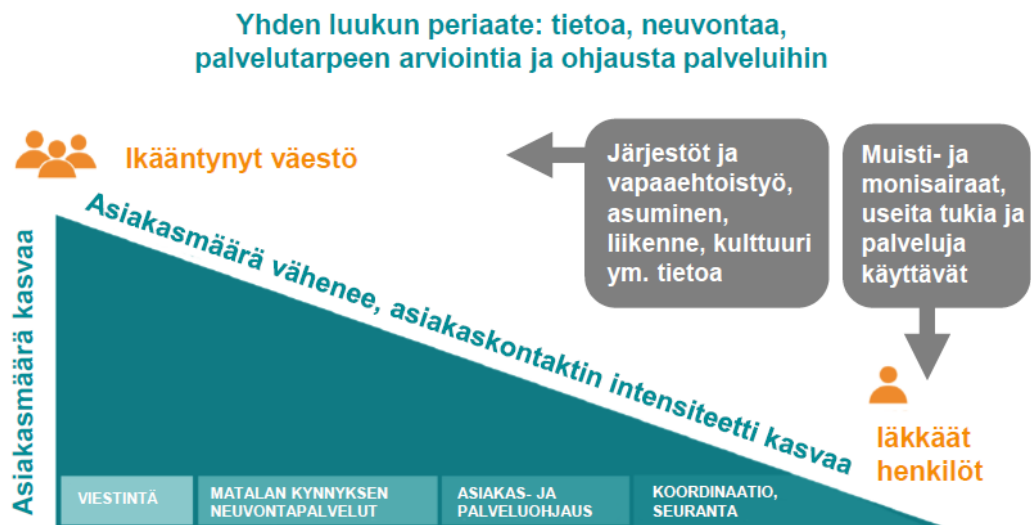 Yhden luukun periaate: tietoa, neuvontaa,
palvelutarpeen arviointia ja ohjausta palveluihin
Ikääntynyt väestö
Järjestöt ja
vapaaehtoistyö,
asuminen,
liikenne, kulttuuri
ym. tietoa
Muisti- ja
monisairaat,
useita tukia ja
palveluja
käyttävät
Asiakasmäärä kasvaa
Asiakasmäärä vähenee, asiakaskontaktin intensiteetti kasvaa
Iäkkäät
henkilöt
VIESTINTÄ
MATALAN KYNNYKSEN
NEUVONTAPALVELUT
ASIAKAS- JA
PALVELUOHJAUS
KOORDINAATIO,
SEURANTA